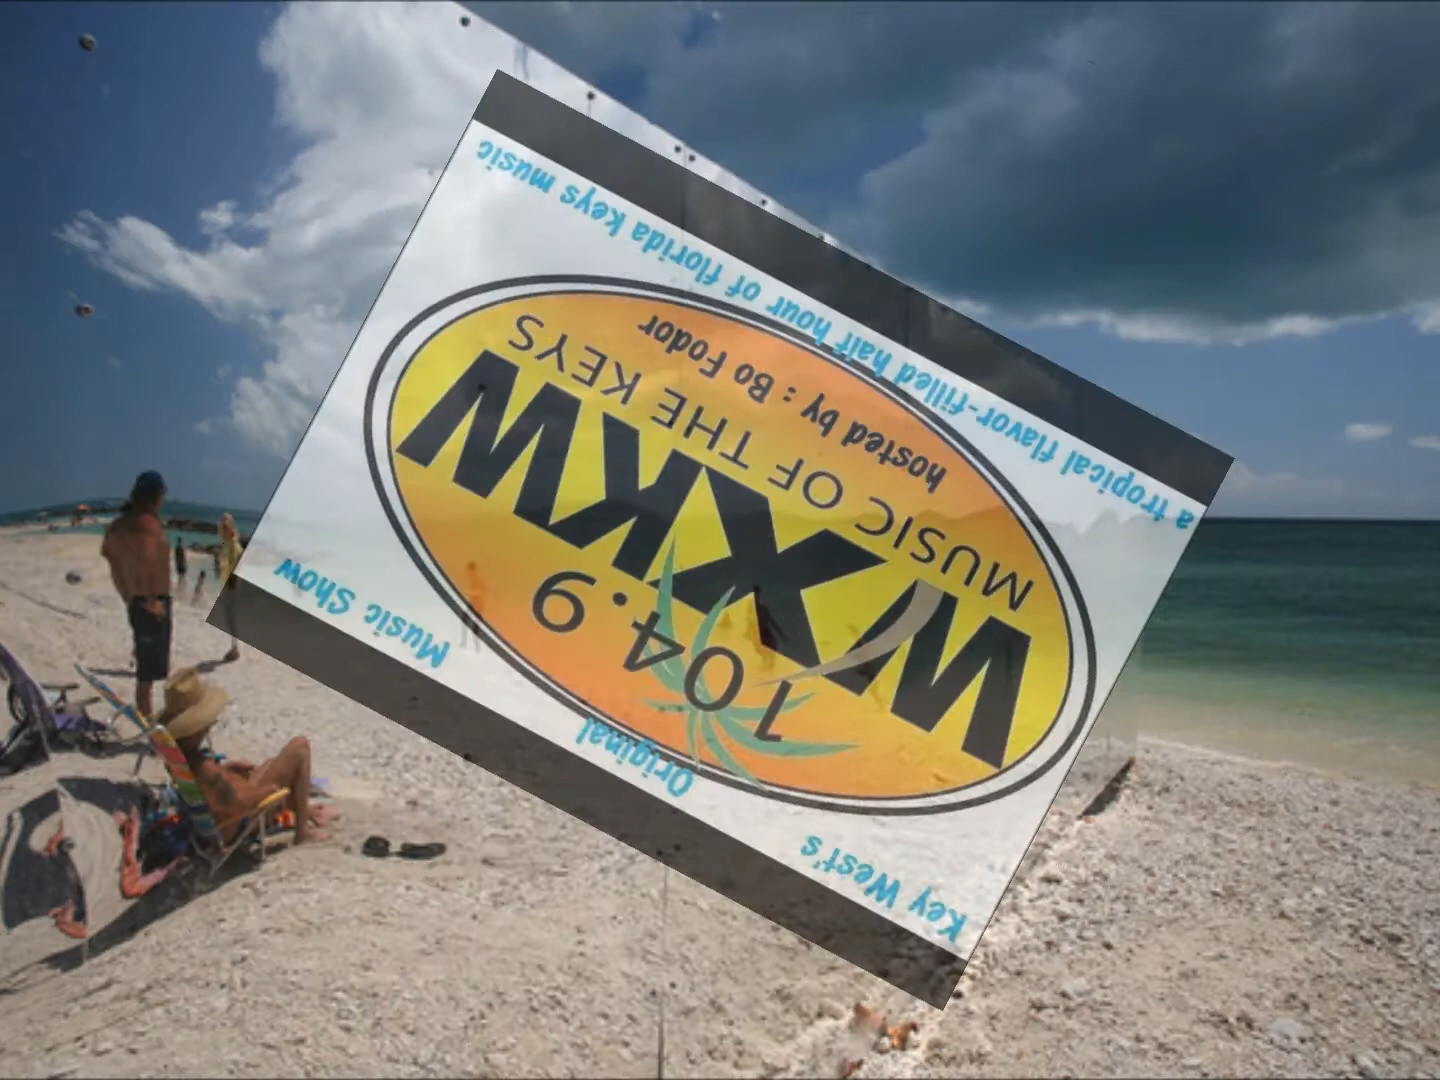 Key West's
Original
Music Show
104.9
WXKW
MUSIC OF THE KEYS
hosted by : Bo Fodor
a tropical flavor-filled half hour of florida keys music